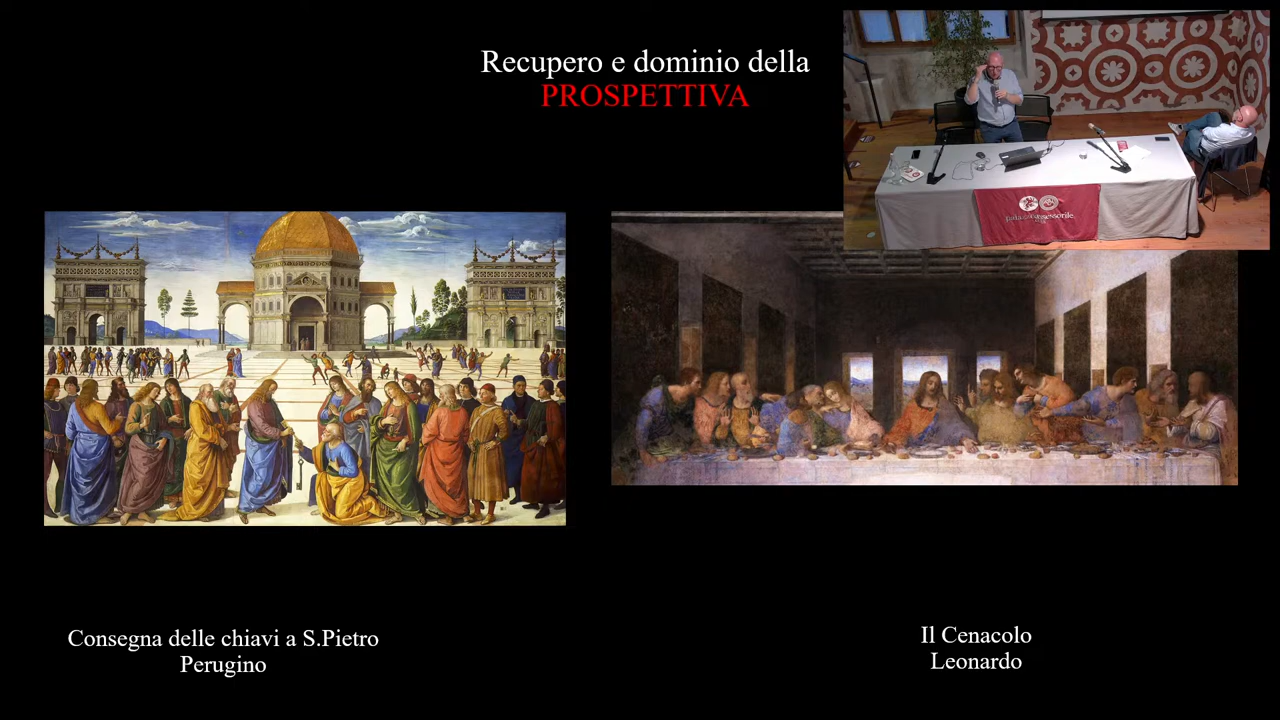 Recupero e dominio della
PROSPETTIVA
Consegna delle chiavi a S.Pietro
Perugino
Il Cenacolo
Leonardo